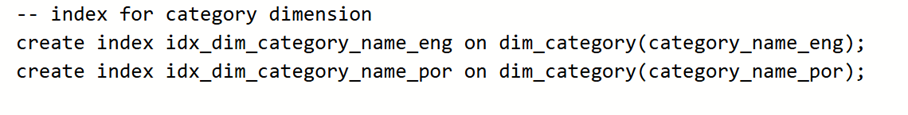 -- index for category dimension
create index idx_dim_category_name_eng on dim_category(category_name_eng);
create index idx_dim_category_name_por on dim_category(category_name_por);